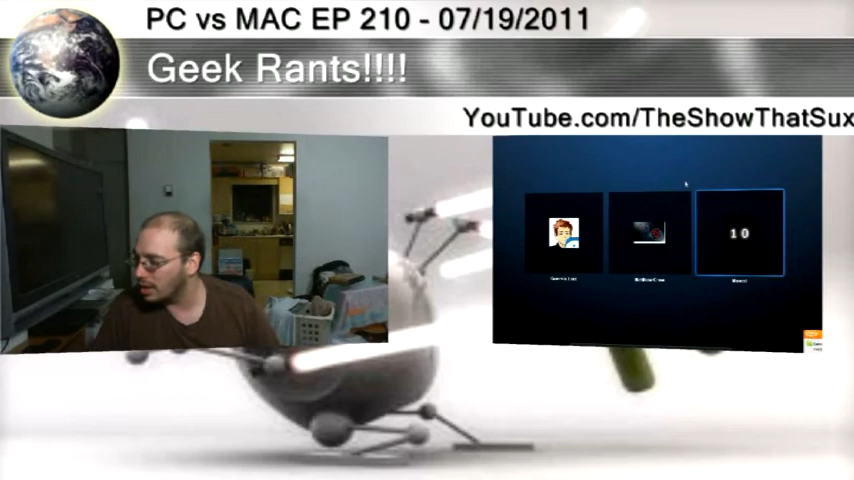 PC vs MAC EP 210 - 07/19/2011
Geek Rants!!!!
YouTube.com/TheShowThatSux
10